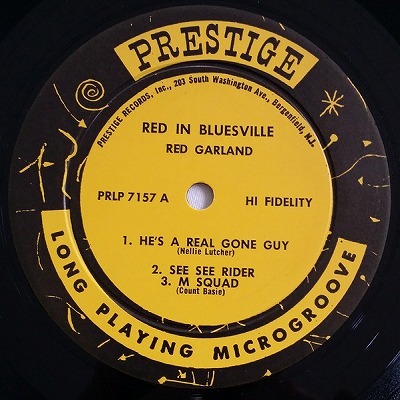 PRESTIGE
PRESTIGE RECORDS, Inc., 203 South Washington Ave., Bergenfield, N.J.
RED IN BLUESVILLE
RED GARLAND
PRLP 7157 A HI FIDELITY
1. HE'S A REAL GONE GUY
(Nellie Lutcher)
2. SEE SEE RIDER
3. M SQUAD
(Count Basie)
LONG PLAYING MICROGROOVE